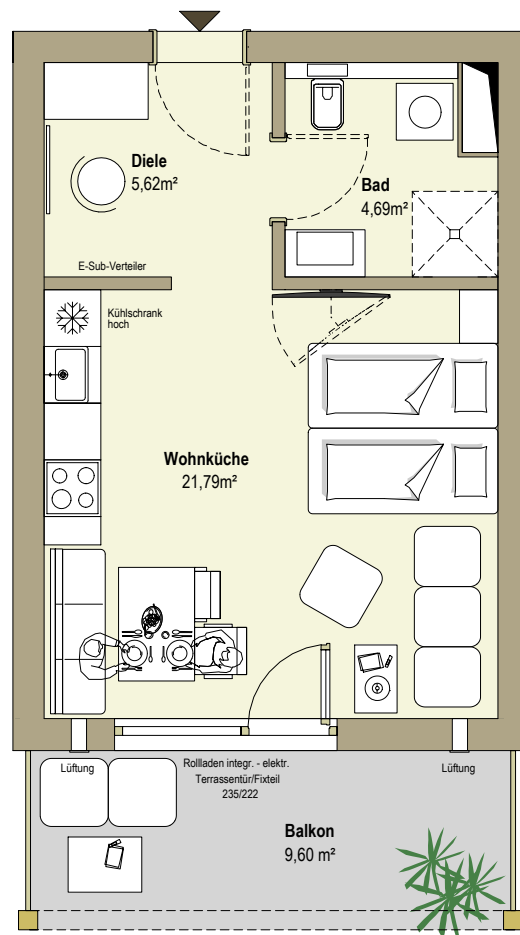 Diele
5,62m²
Bad
4,69m²
E-Sub-Verteiler
Kühlschrank
hoch
Wohnküche
21,79m²
Lüftung
Rollladen integr. - elektr.
Terrassentür/Fixteil
235/222
Lüftung
Balkon
9,60 m²